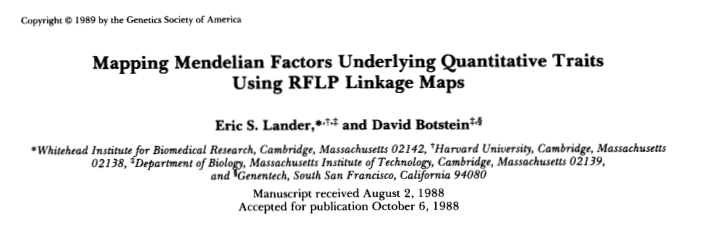 Copyright © 1989 by the Genetics Society of America
Mapping Mendelian Factors Underlying Quantitative Traits
Using RFLP Linkage Maps
Eric S. Lander,*,†,‡ and David Botstein‡,§
*Whitehead Institute for Biomedical Research, Cambridge, Massachusetts 02142, †Harvard University, Cambridge, Massachusetts
02138, ‡Department of Biology, Massachusetts Institute of Technology, Cambridge, Massachusetts 02139,
and §Genentech, South San Francisco, California 94080
Manuscript received August 2, 1988
Accepted for publication October 6, 1988